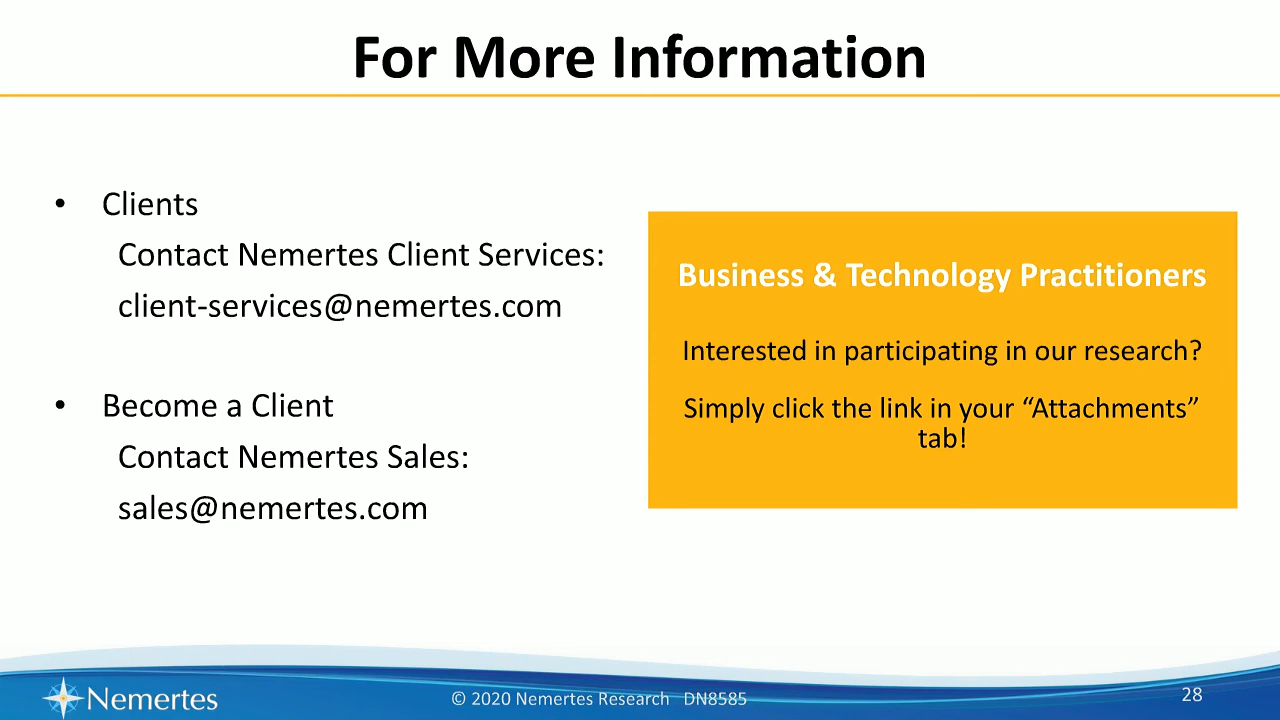 For More Information
• Clients
Contact Nemertes Client Services:
client-services@nemertes.com
• Become a Client
Contact Nemertes Sales:
sales@nemertes.com
Business & Technology Practitioners
Interested in participating in our research?
Simply click the link in your “Attachments”
tab!
Nemertes
© 2020 Nemertes Research DN8585
28